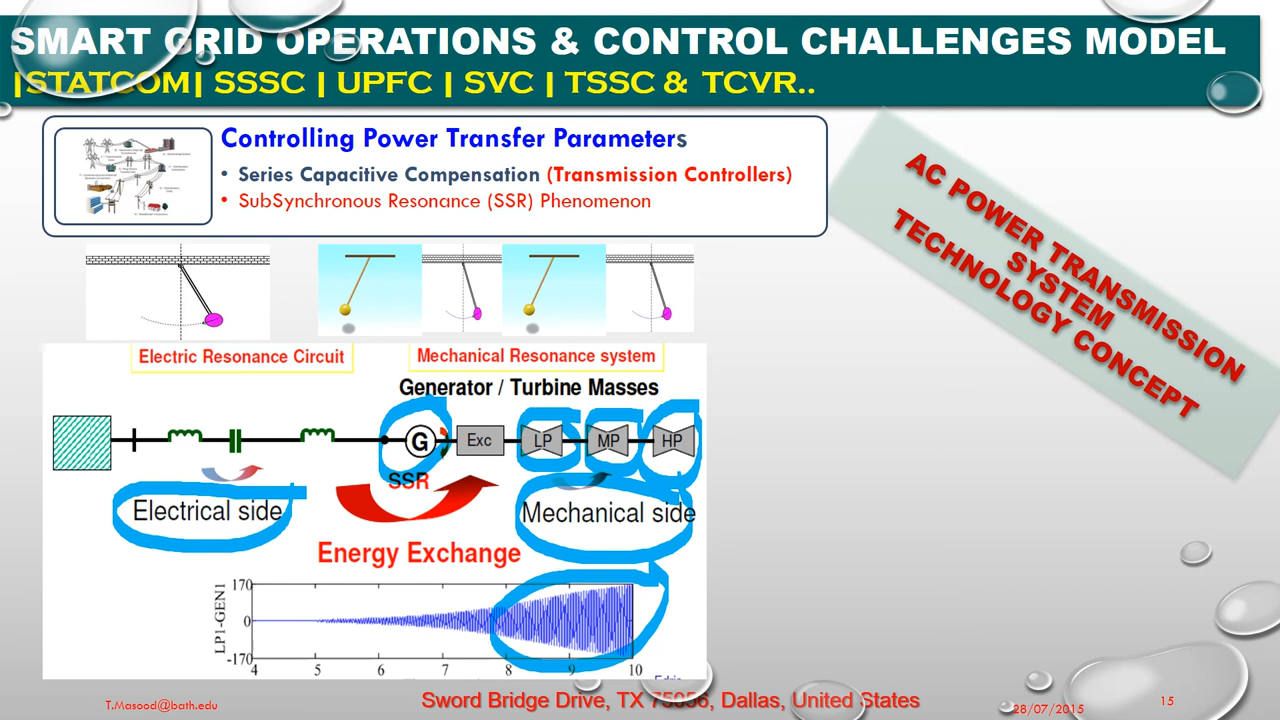 SMART GRID OPERATIONS & CONTROL CHALLENGES MODEL
|STATCOM| SSSC | UPFC | SVC | TSSC & TCVR..
Controlling Power Transfer Parameters
• Series Capacitive Compensation (Transmission Controllers)
• SubSynchronous Resonance (SSR) Phenomenon
AC POWER TRANSMISSION
SYSTEM
TECHNOLOGY CONCEPT
Electric Resonance Circuit
Mechanical Resonance system
Generator / Turbine Masses
G
Exc
LP
MP
HP
SSR
Electrical side
Mechanical side
Energy Exchange
LP1-GEN1
170
0
-170
4 5 6 7 8 9 10
T.Masood@bath.edu
Sword Bridge Drive, TX 75056, Dallas, United States
28/07/2015
15